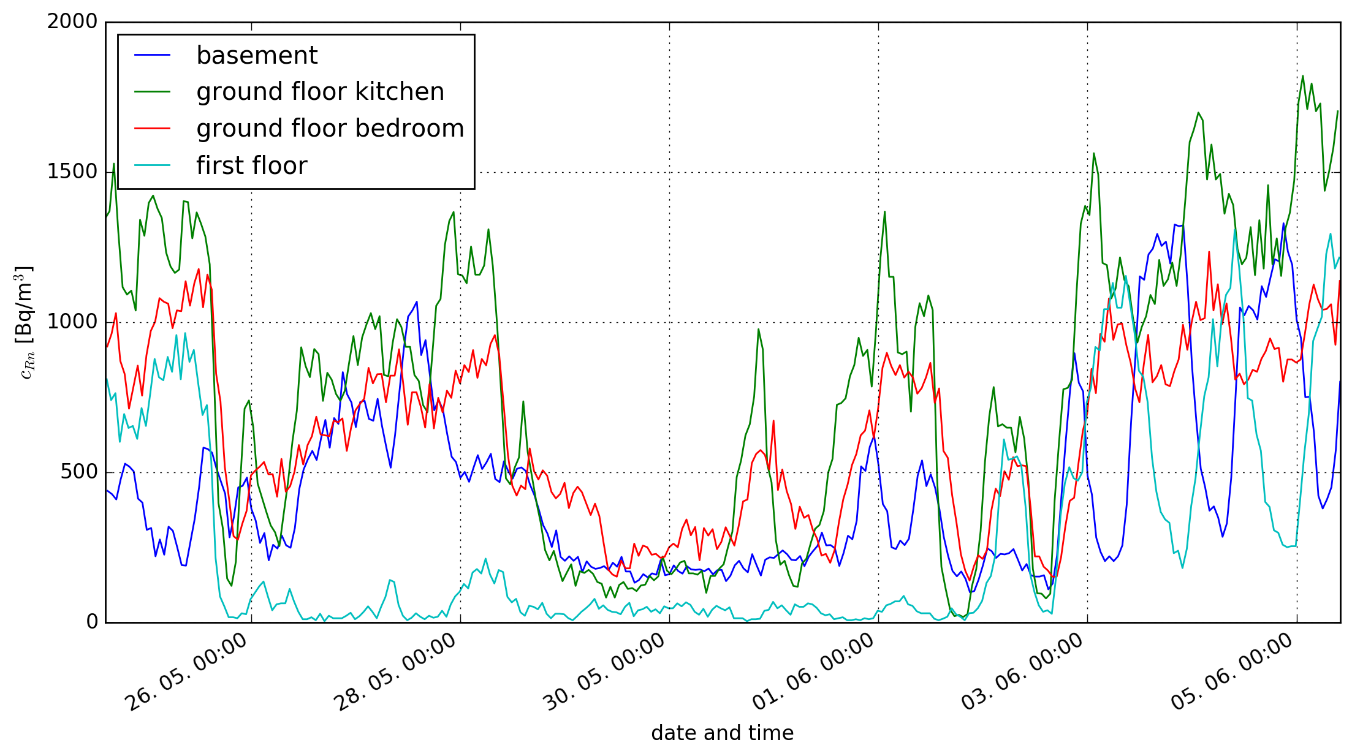 2000
1500
1000
500
0
c_Rn [Bq/m³]
basement
ground floor kitchen
ground floor bedroom
first floor
26. 05. 00:00
28. 05. 00:00
30. 05. 00:00
01. 06. 00:00
03. 06. 00:00
05. 06. 00:00
date and time